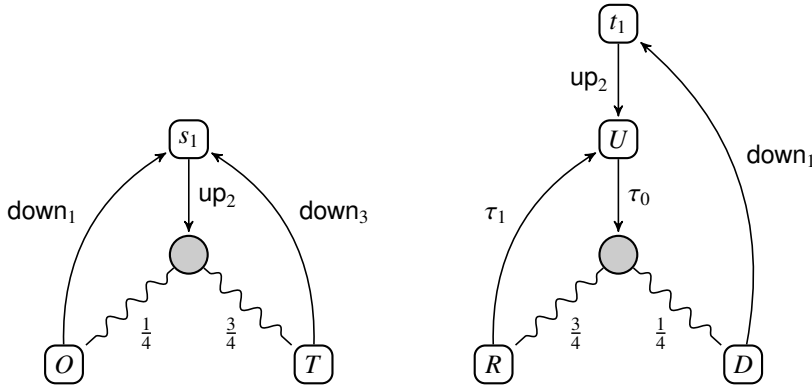 t₁
up₂
s₁
U
down₁
up₂
down₃
τ₁
τ₀
down₁
1/4
3/4
3/4
1/4
O
T
R
D